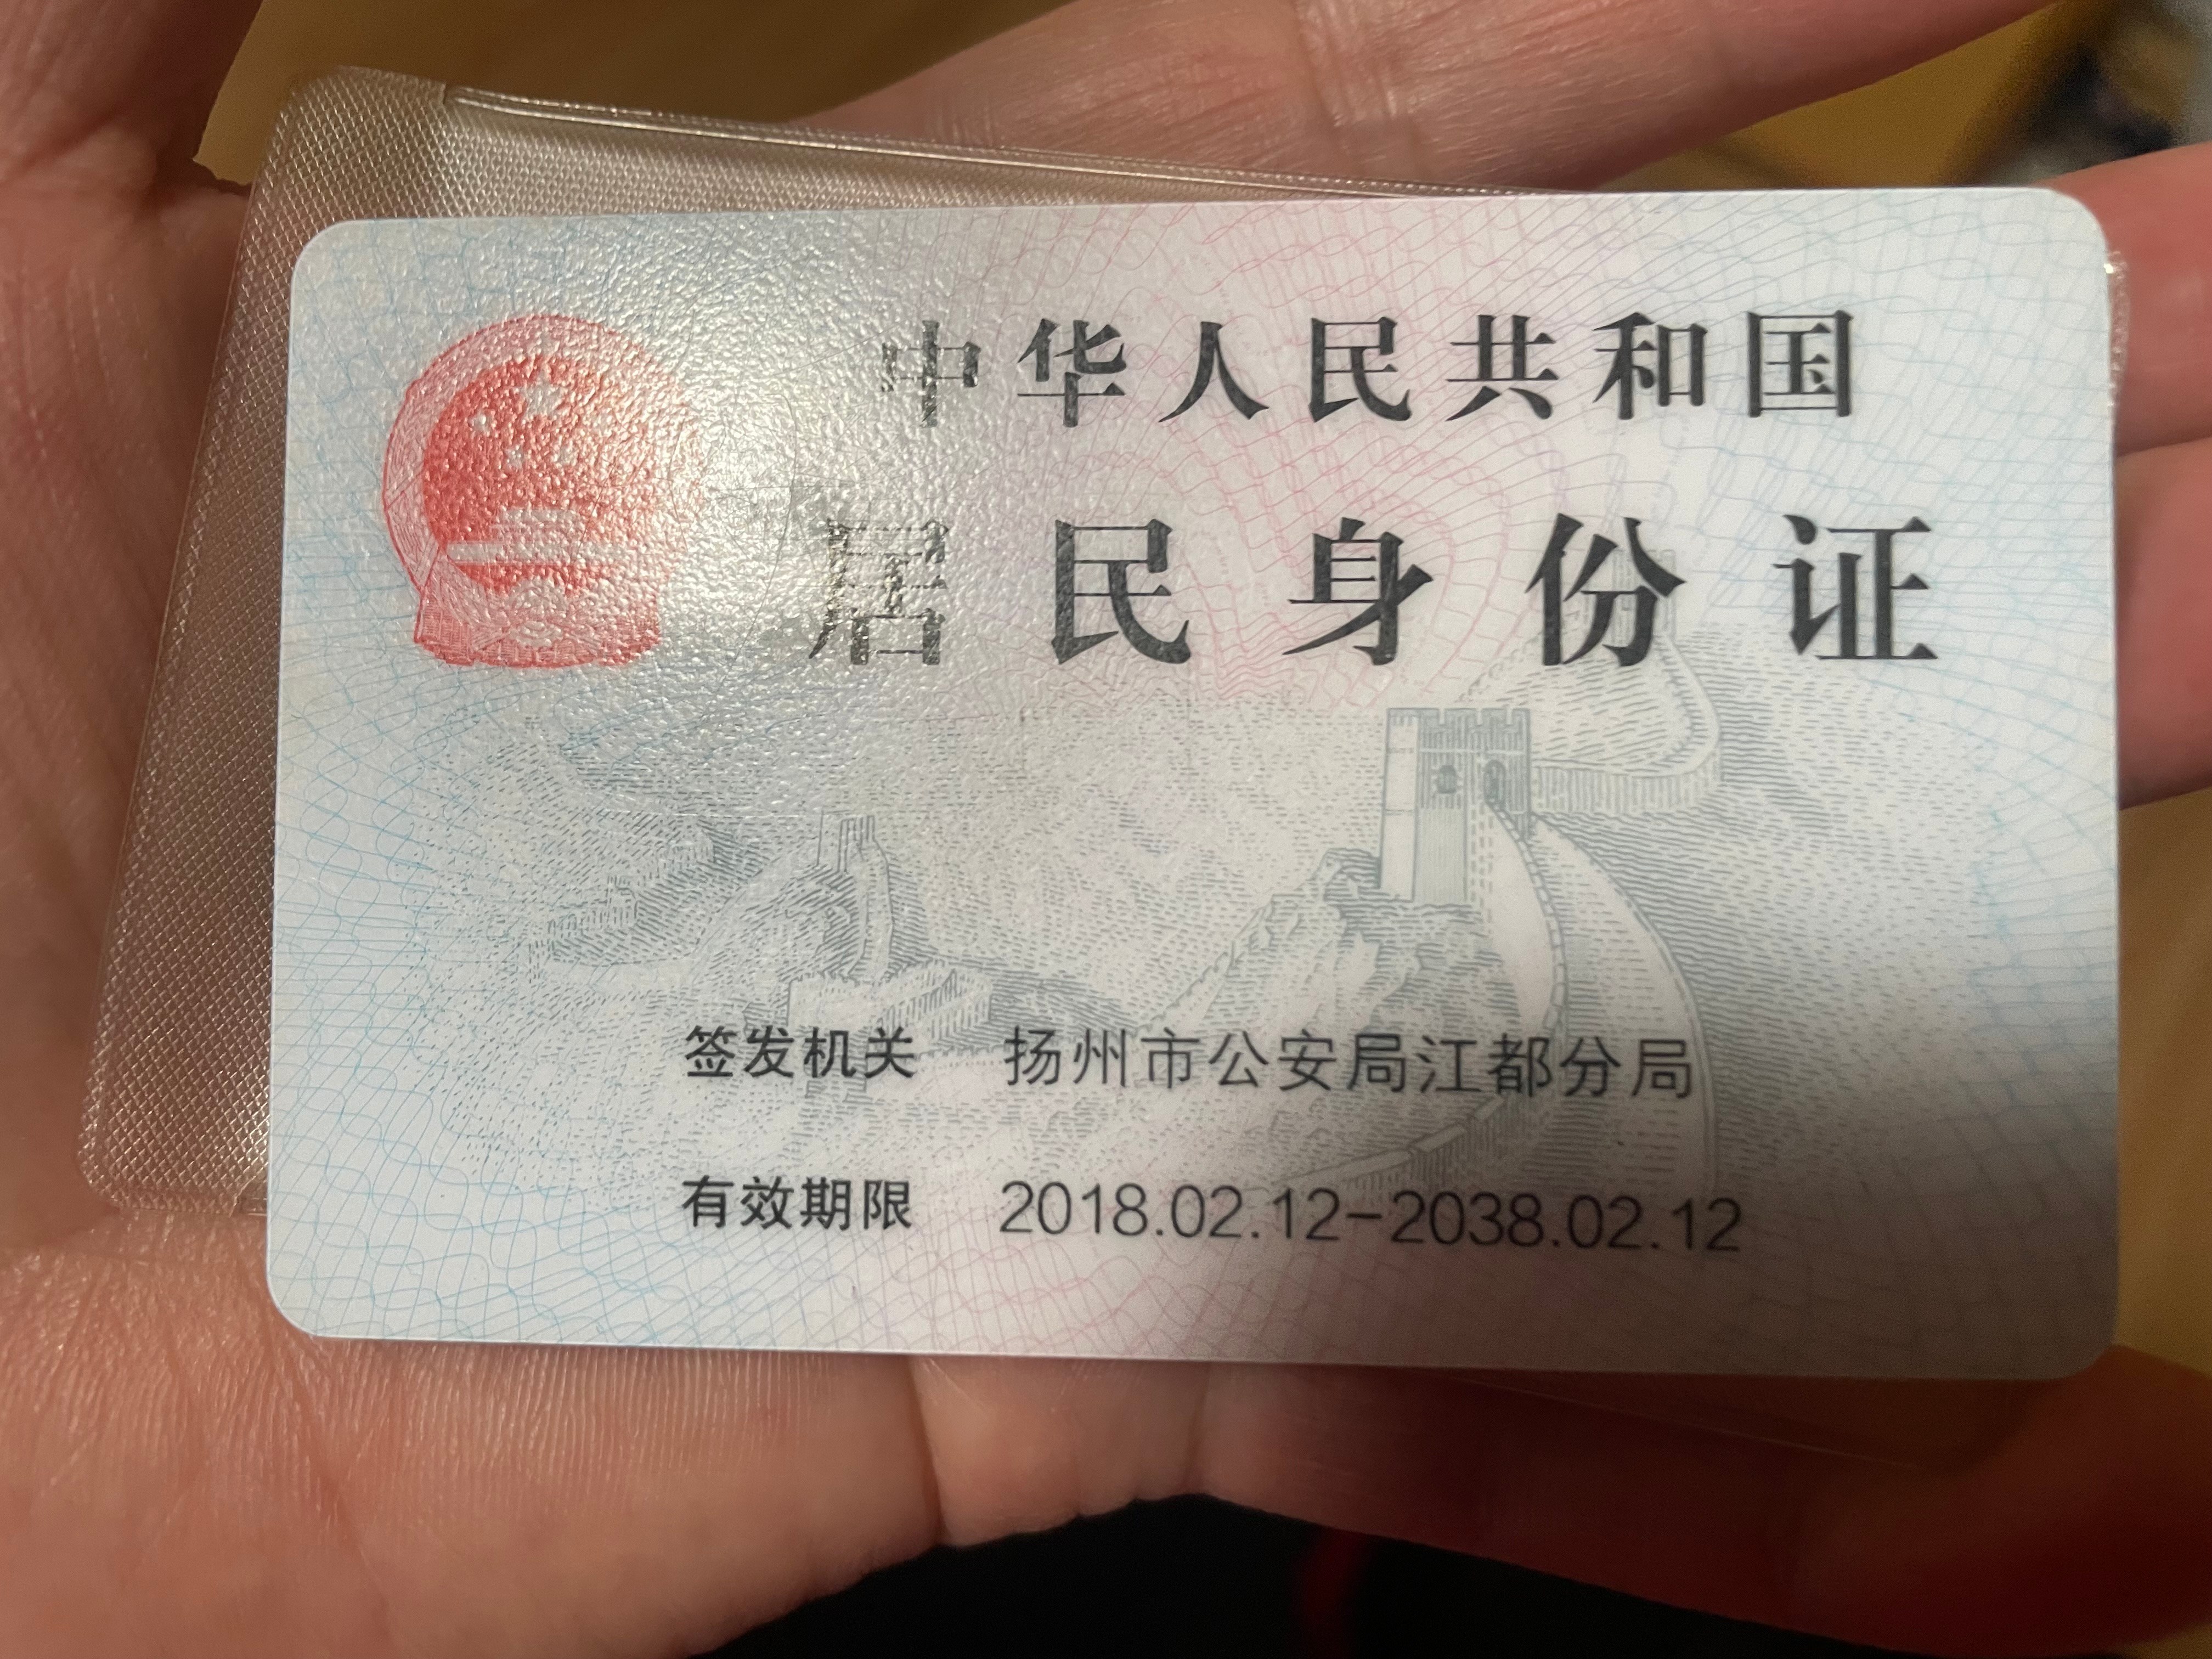 中华人民共和国
居民身份证
签发机关 扬州市公安局江都分局
有效期限 2018.02.12-2038.02.12